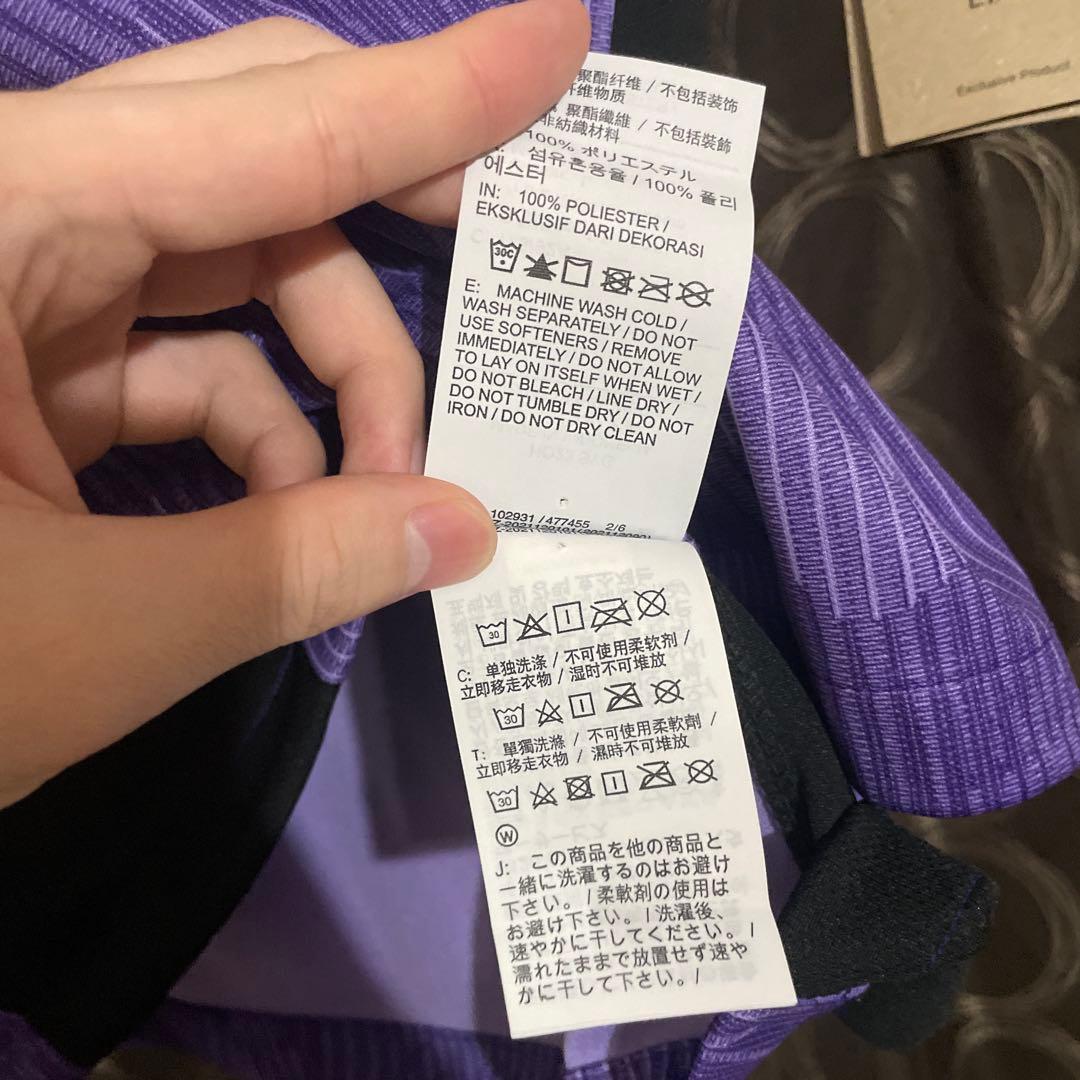 Exclusive Product
聚酯纤维 / 不包括装饰
纤维物质
聚酯纖維 / 不包括裝飾
非紡織材料
100% ポリエステル
섬유혼용율 / 100% 폴리
에스터
IN: 100% POLIESTER /
EKSKLUSIF DARI DEKORASI
30C
E: MACHINE WASH COLD /
WASH SEPARATELY / DO NOT
USE SOFTENERS / REMOVE
IMMEDIATELY / DO NOT ALLOW
TO LAY ON ITSELF WHEN WET /
DO NOT BLEACH / LINE DRY /
DO NOT TUMBLE DRY / DO NOT
IRON / DO NOT DRY CLEAN
102931 / 477455 2/6
30
C: 单独洗涤 / 不可使用柔软剂 /
立即移走衣物 / 湿时不可堆放
30
T: 單獨洗滌 / 不可使用柔軟劑 /
立即移走衣物 / 濕時不可堆放
30
W
J: この商品を他の商品と
一緒に洗濯するのはお避け
下さい。/ 柔軟剤の使用は
お避け下さい。/ 洗濯後、
速やかに干してください。/
濡れたままで放置せず速や
かに干して下さい。/